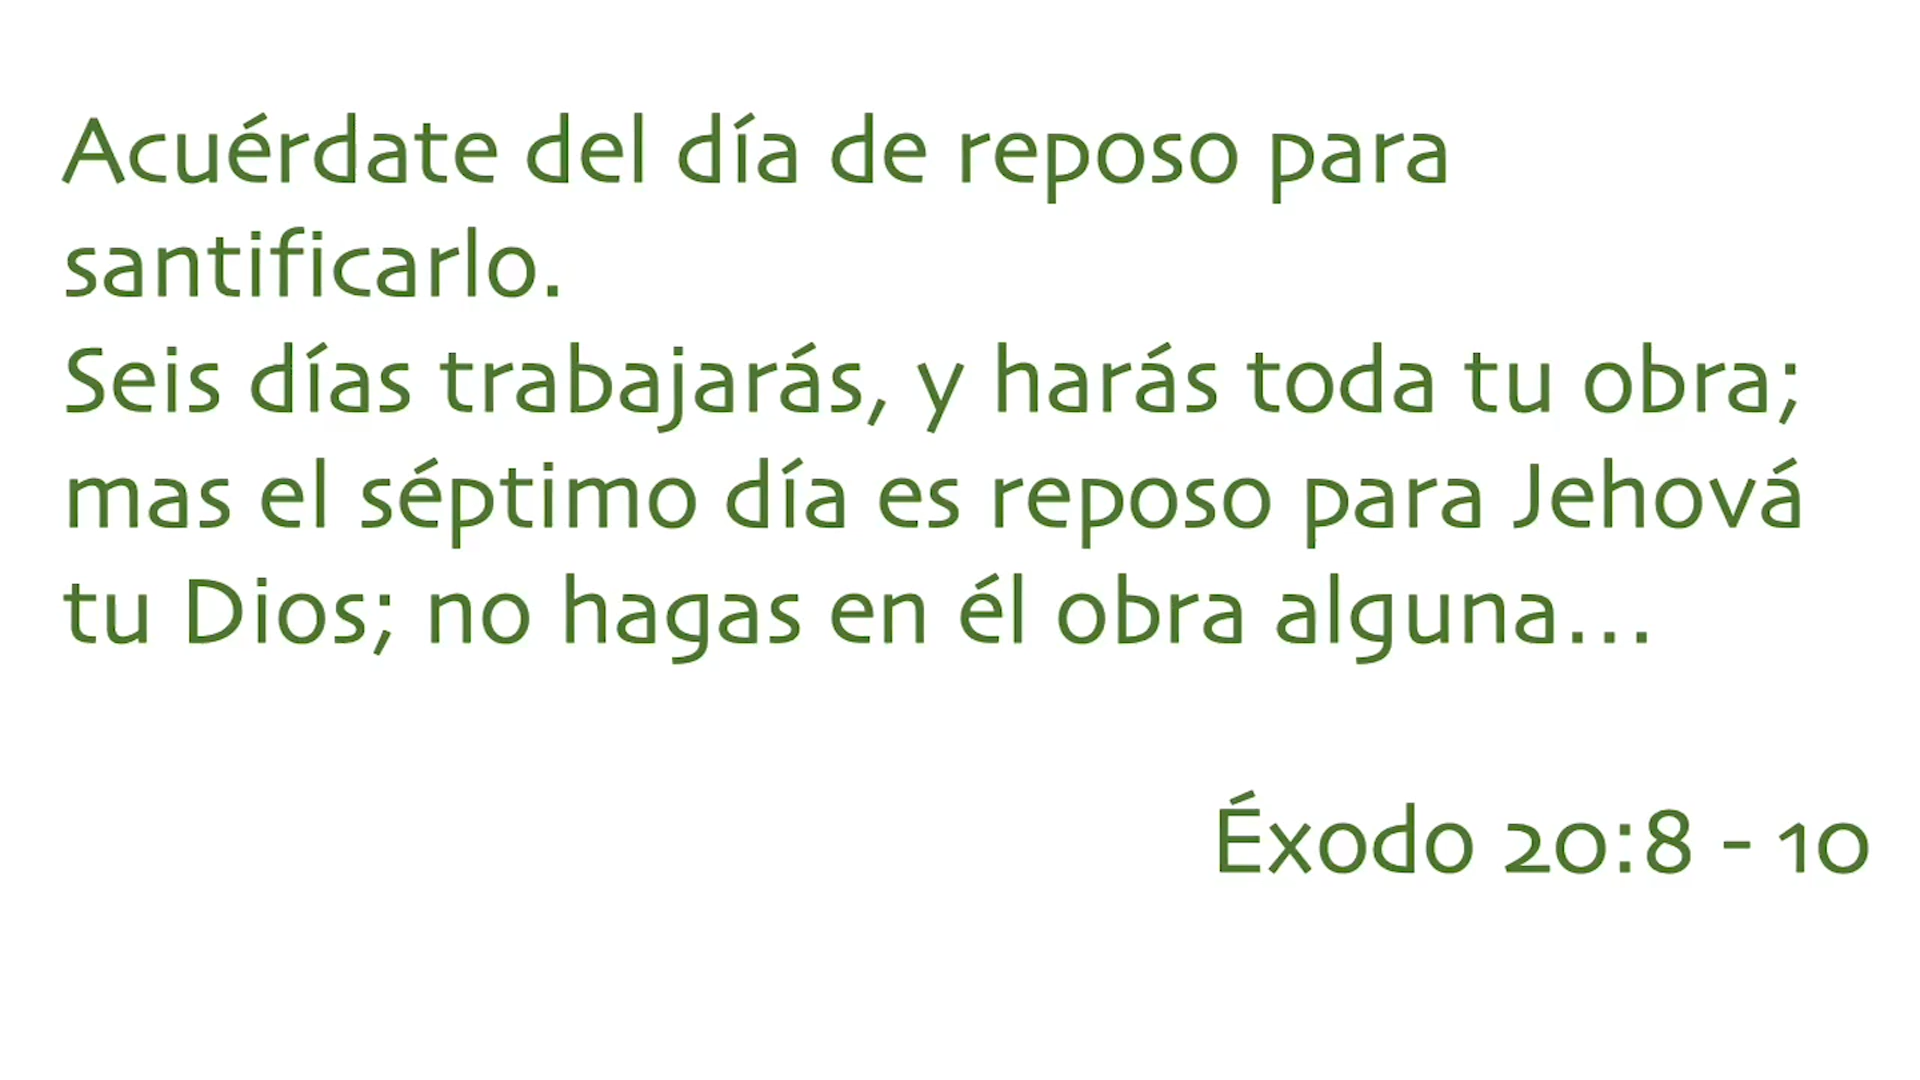 Acuérdate del día de reposo para
santificarlo.
Seis días trabajarás, y harás toda tu obra;
mas el séptimo día es reposo para Jehová
tu Dios; no hagas en él obra alguna...
Éxodo 20:8 - 10